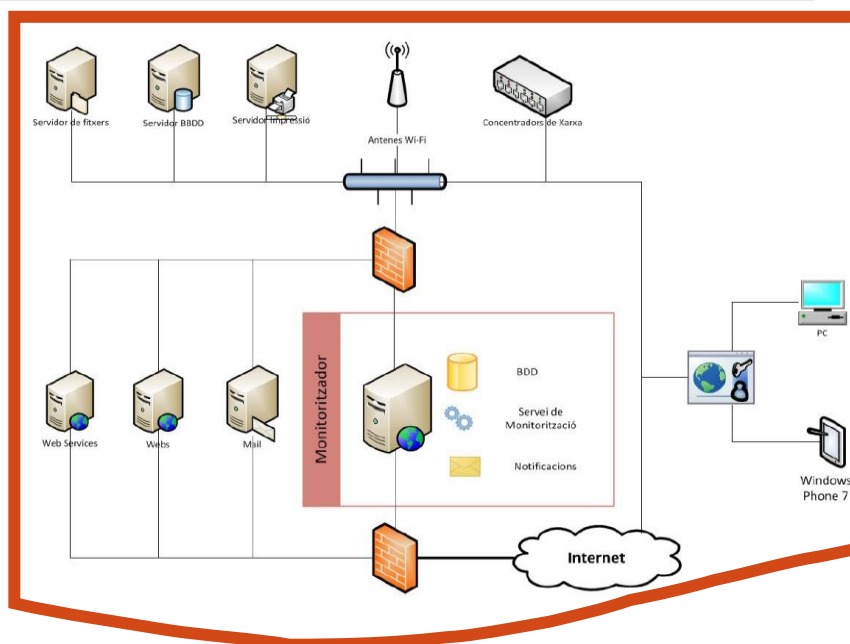 Servidor de fitxers
Servidor BBDD
Servidor Impressió
Antenes Wi-Fi
Concentradors de Xarxa
PC
Monitoritzador
BDD
Servei de
Monitorització
Notificacions
Web Services
Webs
Mail
Windows
Phone 7
Internet